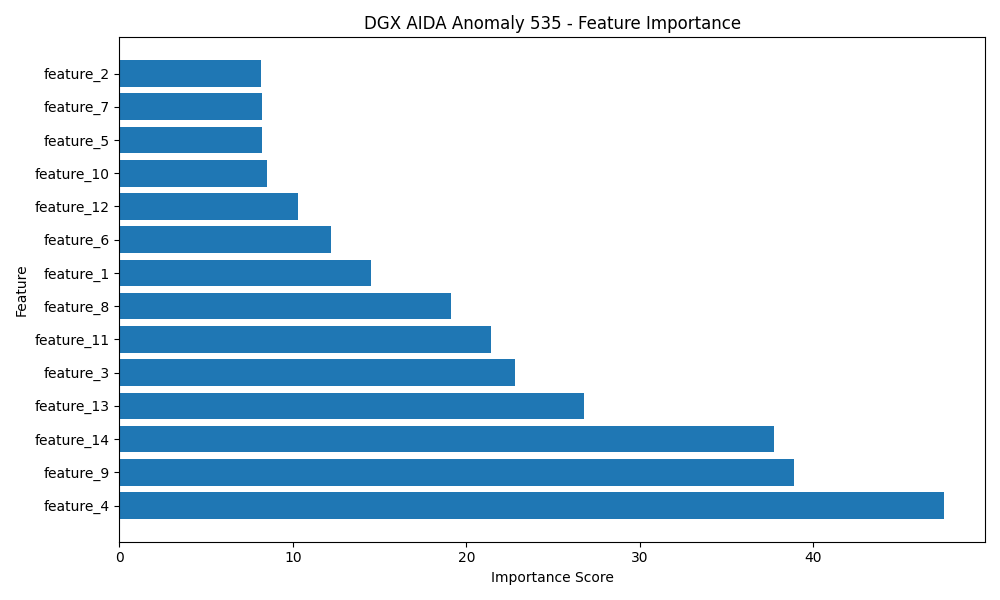 DGX AIDA Anomaly 535 - Feature Importance
feature_2
feature_7
feature_5
feature_10
feature_12
feature_6
feature_1
feature_8
feature_11
feature_3
feature_13
feature_14
feature_9
feature_4
Feature
0 10 20 30 40
Importance Score